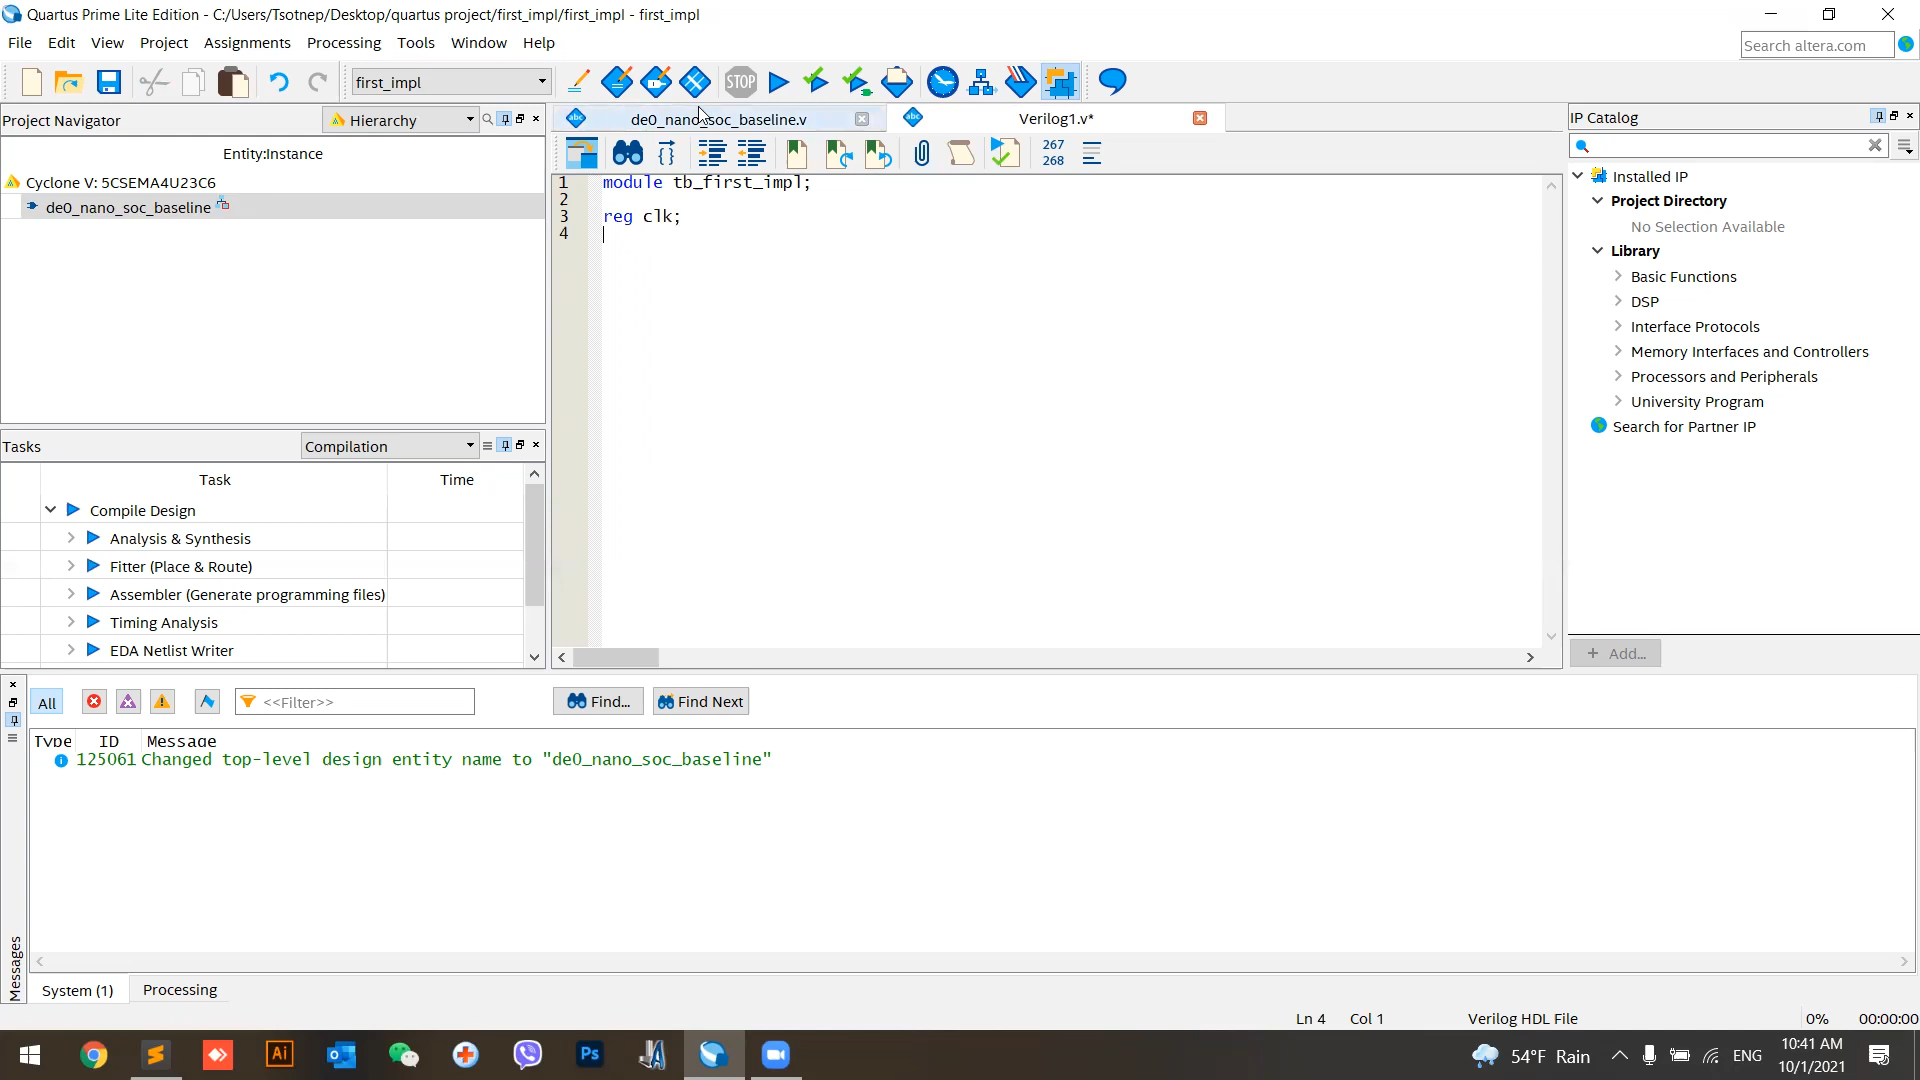 Quartus Prime Lite Edition - C:/Users/Tsotnep/Desktop/quartus project/first_impl/first_impl - first_impl
File Edit View Project Assignments Processing Tools Window Help
Search altera.com
first_impl
STOP
Project Navigator
Hierarchy
Entity:Instance
Cyclone V: 5CSEMA4U23C6
de0_nano_soc_baseline
Tasks
Compilation
Task Time
Compile Design
Analysis & Synthesis
Fitter (Place & Route)
Assembler (Generate programming files)
Timing Analysis
EDA Netlist Writer
abc de0_nano_soc_baseline.v
abc Verilog1.v*
267
268
1 module tb_first_impl;
2
3 reg clk;
4
IP Catalog
Installed IP
Project Directory
No Selection Available
Library
Basic Functions
DSP
Interface Protocols
Memory Interfaces and Controllers
Processors and Peripherals
University Program
Search for Partner IP
+ Add...
All
<<Filter>>
Find...
Find Next
Type ID Message
125061 Changed top-level design entity name to "de0_nano_soc_baseline"
Messages
System (1)
Processing
Ln 4 Col 1 Verilog HDL File 0% 00:00:00
Ai
Ps
54°F Rain
ENG
10:41 AM
10/1/2021